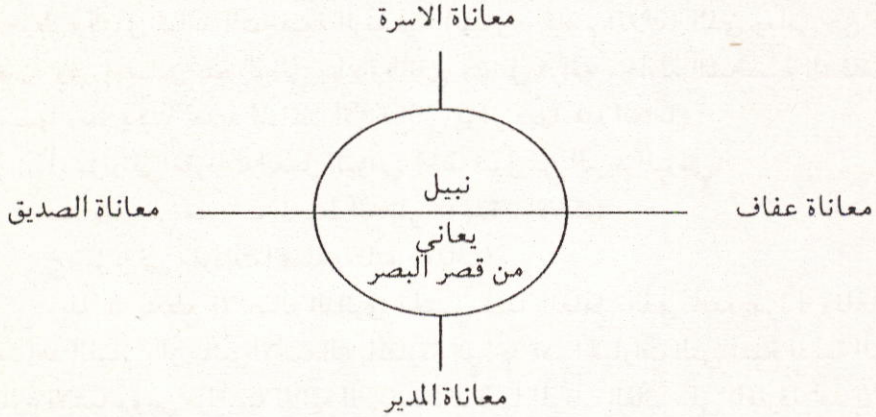 معاناة الاسرة
نبيل
معاناة عفاف
معاناة الصديق
يعاني
من قصر البصر
معاناة المدير